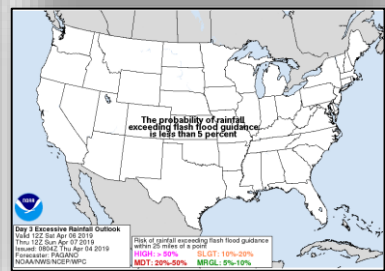 The probability of rainfall
exceeding flash flood guidance
is less than 5 percent
NOAA
Day 3 Excessive Rainfall Outlook
Valid 12Z Sat Apr 06 2019
Thru 12Z Sun Apr 07 2019
Issued: 0804Z Thu Apr 04 2019
Forecaster: PAGANO
NOAA/NWS/NCEP/WPC
Risk of rainfall exceeding flash flood guidance
within 25 miles of a point
HIGH: > 50% SLGT: 10%-20%
MDT: 20%-50% MRGL: 5%-10%